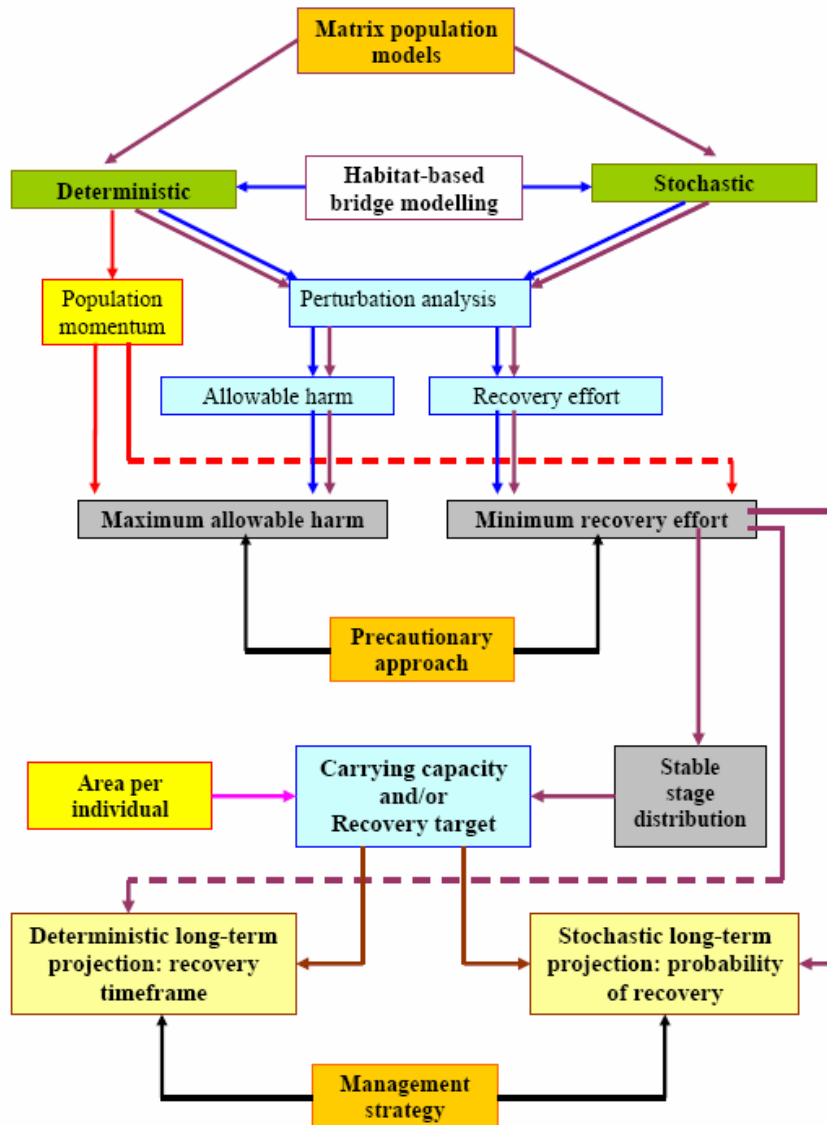 Matrix population
models
Deterministic
Habitat-based
bridge modelling
Stochastic
Population
momentum
Perturbation analysis
Allowable harm
Recovery effort
Maximum allowable harm
Minimum recovery effort
Precautionary
approach
Area per
individual
Carrying capacity
and/or
Recovery target
Stable
stage
distribution
Deterministic long-term
projection: recovery
timeframe
Stochastic long-term
projection: probability
of recovery
Management
strategy